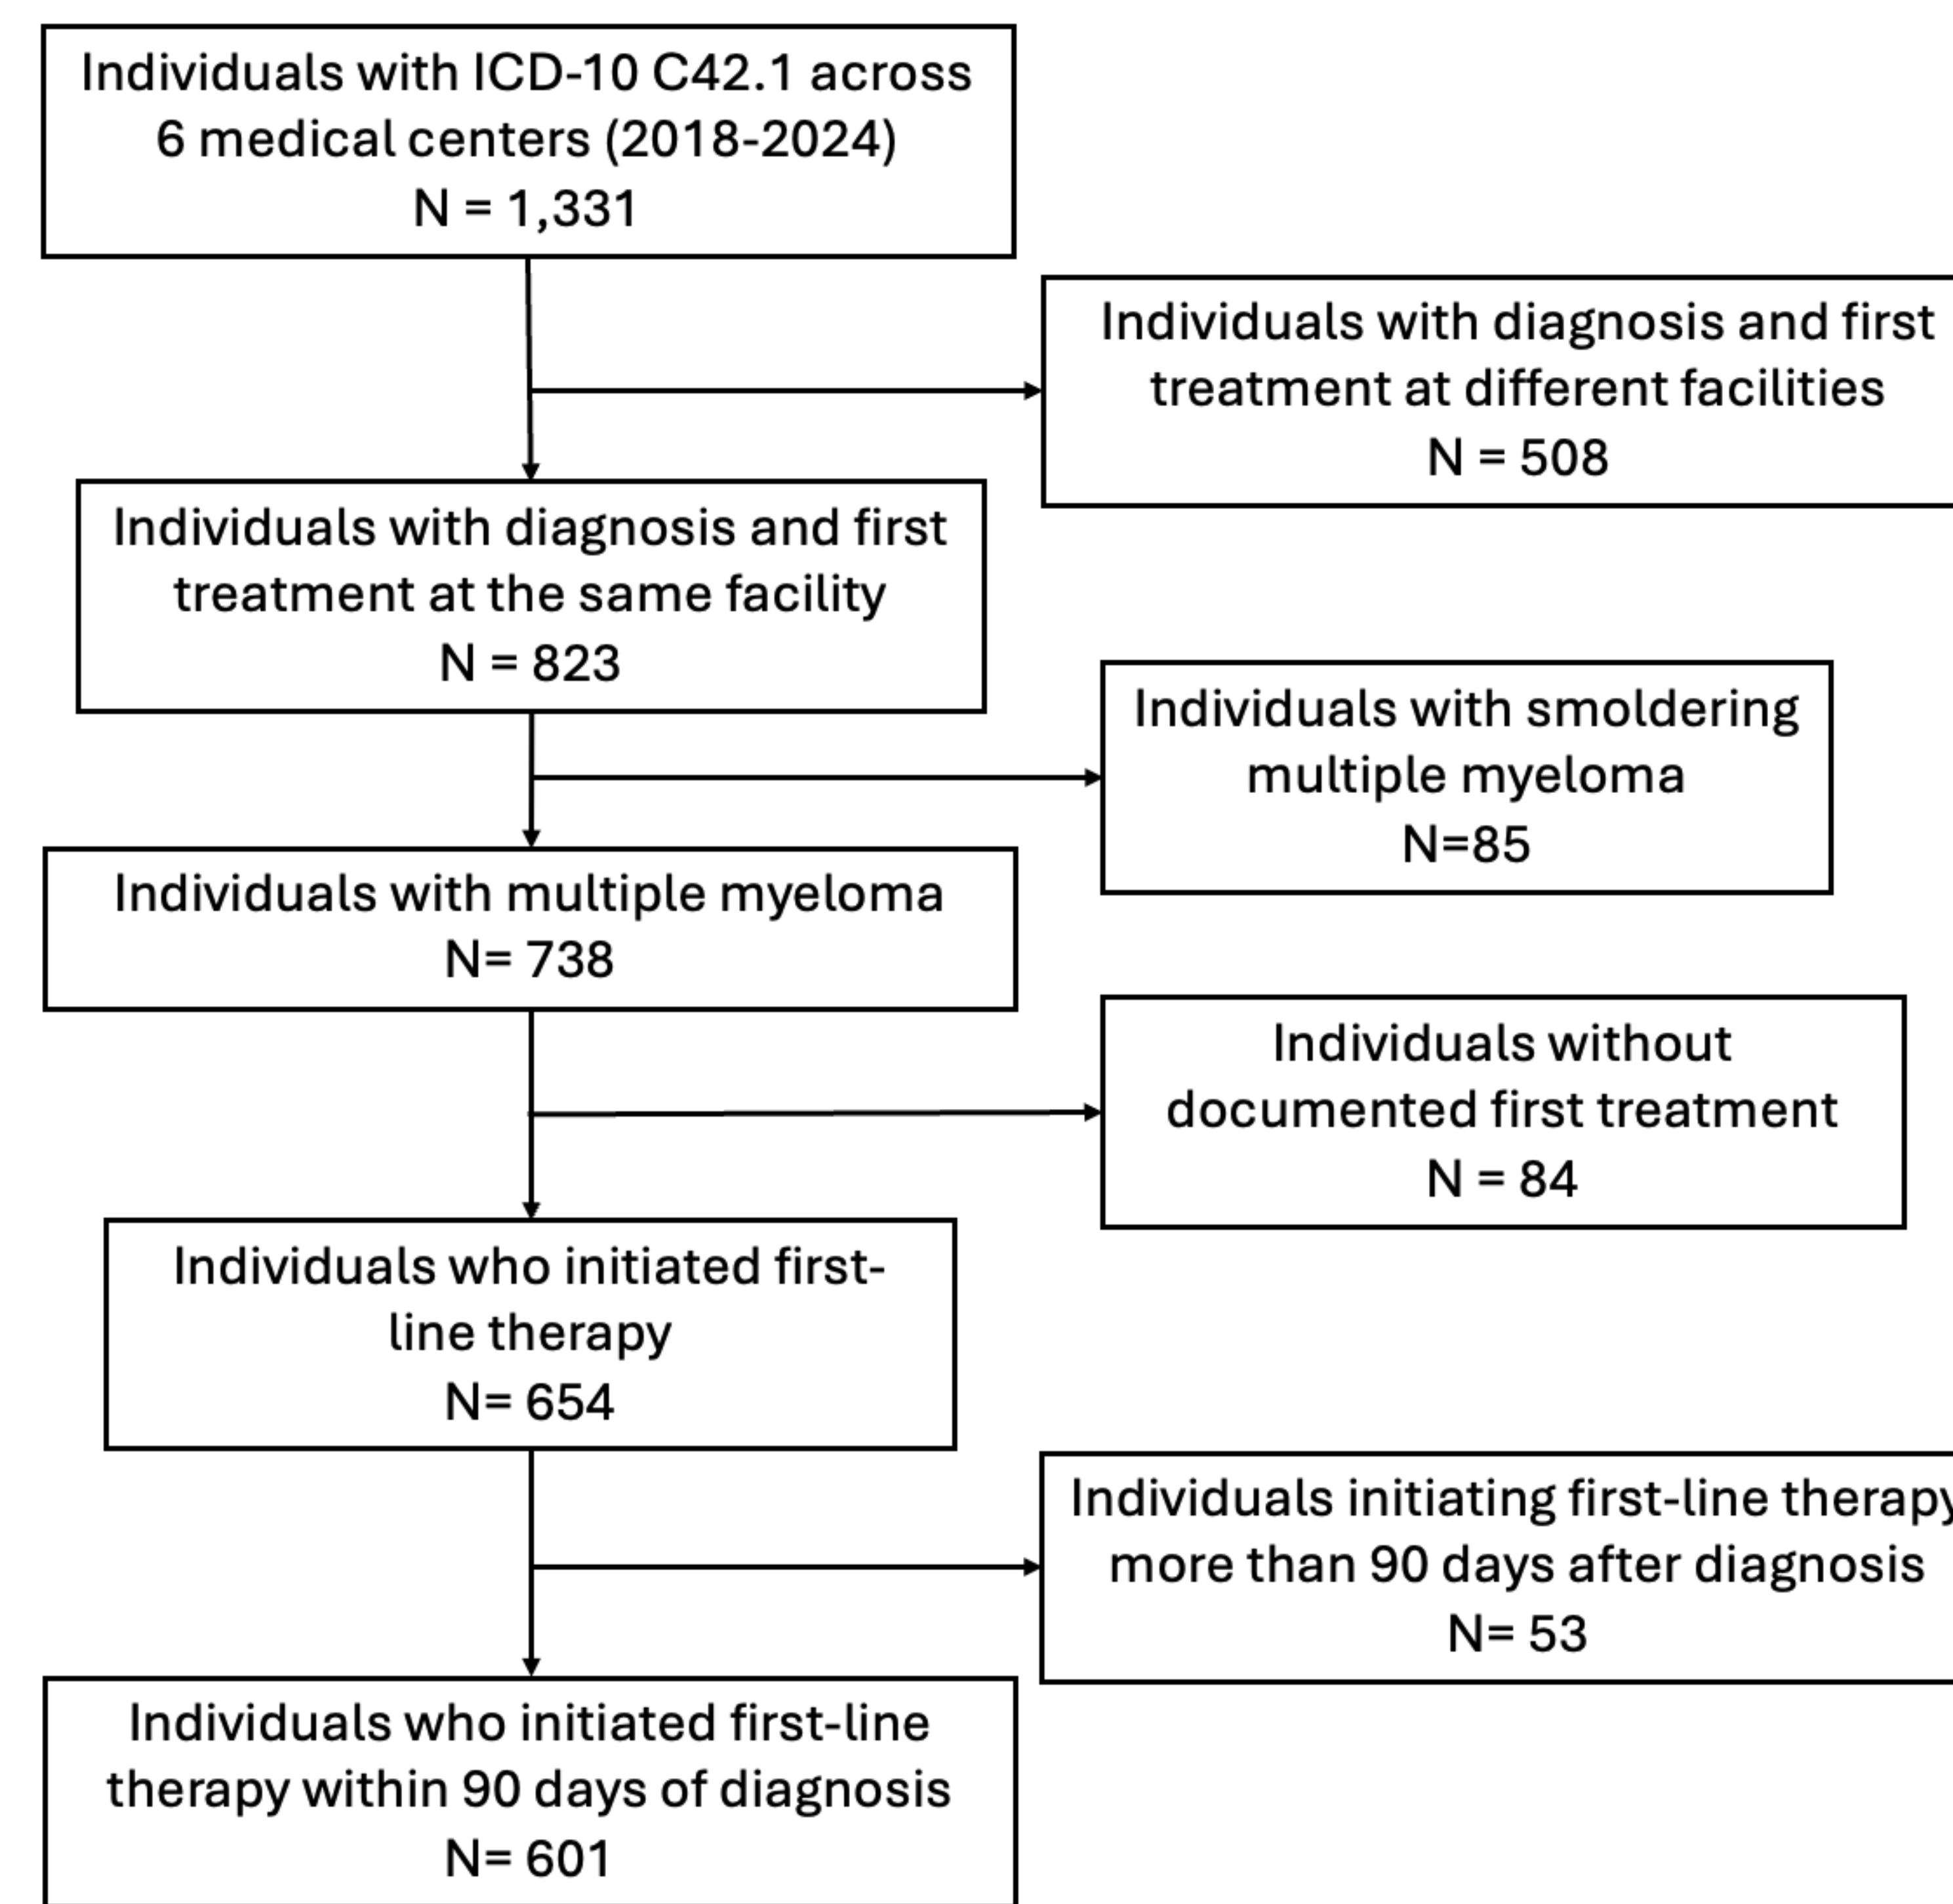 Individuals with ICD-10 C42.1 across
6 medical centers (2018-2024)
N = 1,331
Individuals with diagnosis and first
treatment at different facilities
N = 508
Individuals with diagnosis and first
treatment at the same facility
N = 823
Individuals with smoldering
multiple myeloma
N=85
Individuals with multiple myeloma
N= 738
Individuals without
documented first treatment
N = 84
Individuals who initiated first-
line therapy
N= 654
Individuals initiating first-line therapy
more than 90 days after diagnosis
N= 53
Individuals who initiated first-line
therapy within 90 days of diagnosis
N= 601